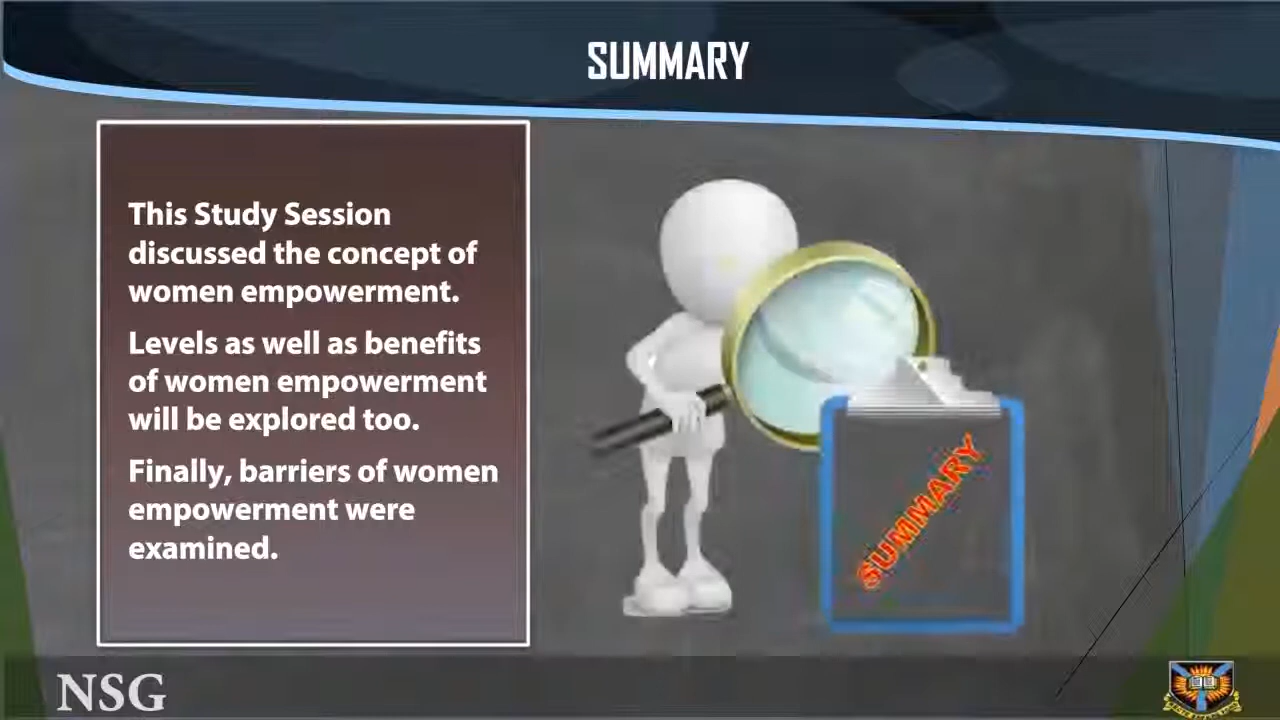 SUMMARY
This Study Session
discussed the concept of
women empowerment.
Levels as well as benefits
of women empowerment
will be explored too.
Finally, barriers of women
empowerment were
examined.
SUMMARY
NSG